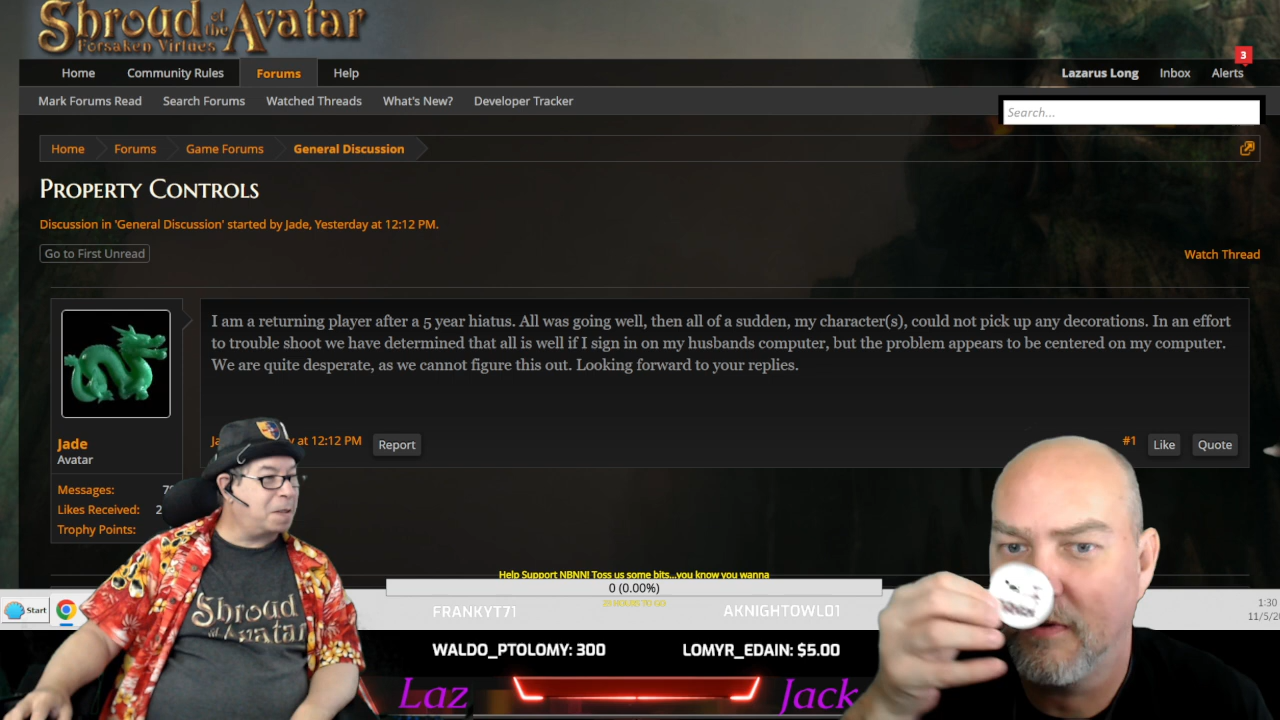 Shroud of the Avatar
Forsaken Virtues
3
Home Community Rules Forums Help Lazarus Long Inbox Alerts
Mark Forums Read Search Forums Watched Threads What's New? Developer Tracker
Search...
Home Forums Game Forums General Discussion
Property Controls
Discussion in 'General Discussion' started by Jade, Yesterday at 12:12 PM.
Go to First Unread
Watch Thread
I am a returning player after a 5 year hiatus. All was going well, then all of a sudden, my character(s), could not pick up any decorations. In an effort
to trouble shoot we have determined that all is well if I sign in on my husbands computer, but the problem appears to be centered on my computer.
We are quite desperate, as we cannot figure this out. Looking forward to your replies.
Jade
Avatar
at 12:12 PM Report #1 Like Quote
Messages:
Likes Received: 2
Trophy Points:
Help Support NBNN! Toss us some bits...you know you wanna
0 (0.00%)
HOURS TO GO
Start
FRANKYT71 AKNIGHTOWL01
1:30
11/5/2
WALDO_PTOLOMY: 300 LOMYR_EDAIN: $5.00
Shroud
of the
Avatar
Laz Jack